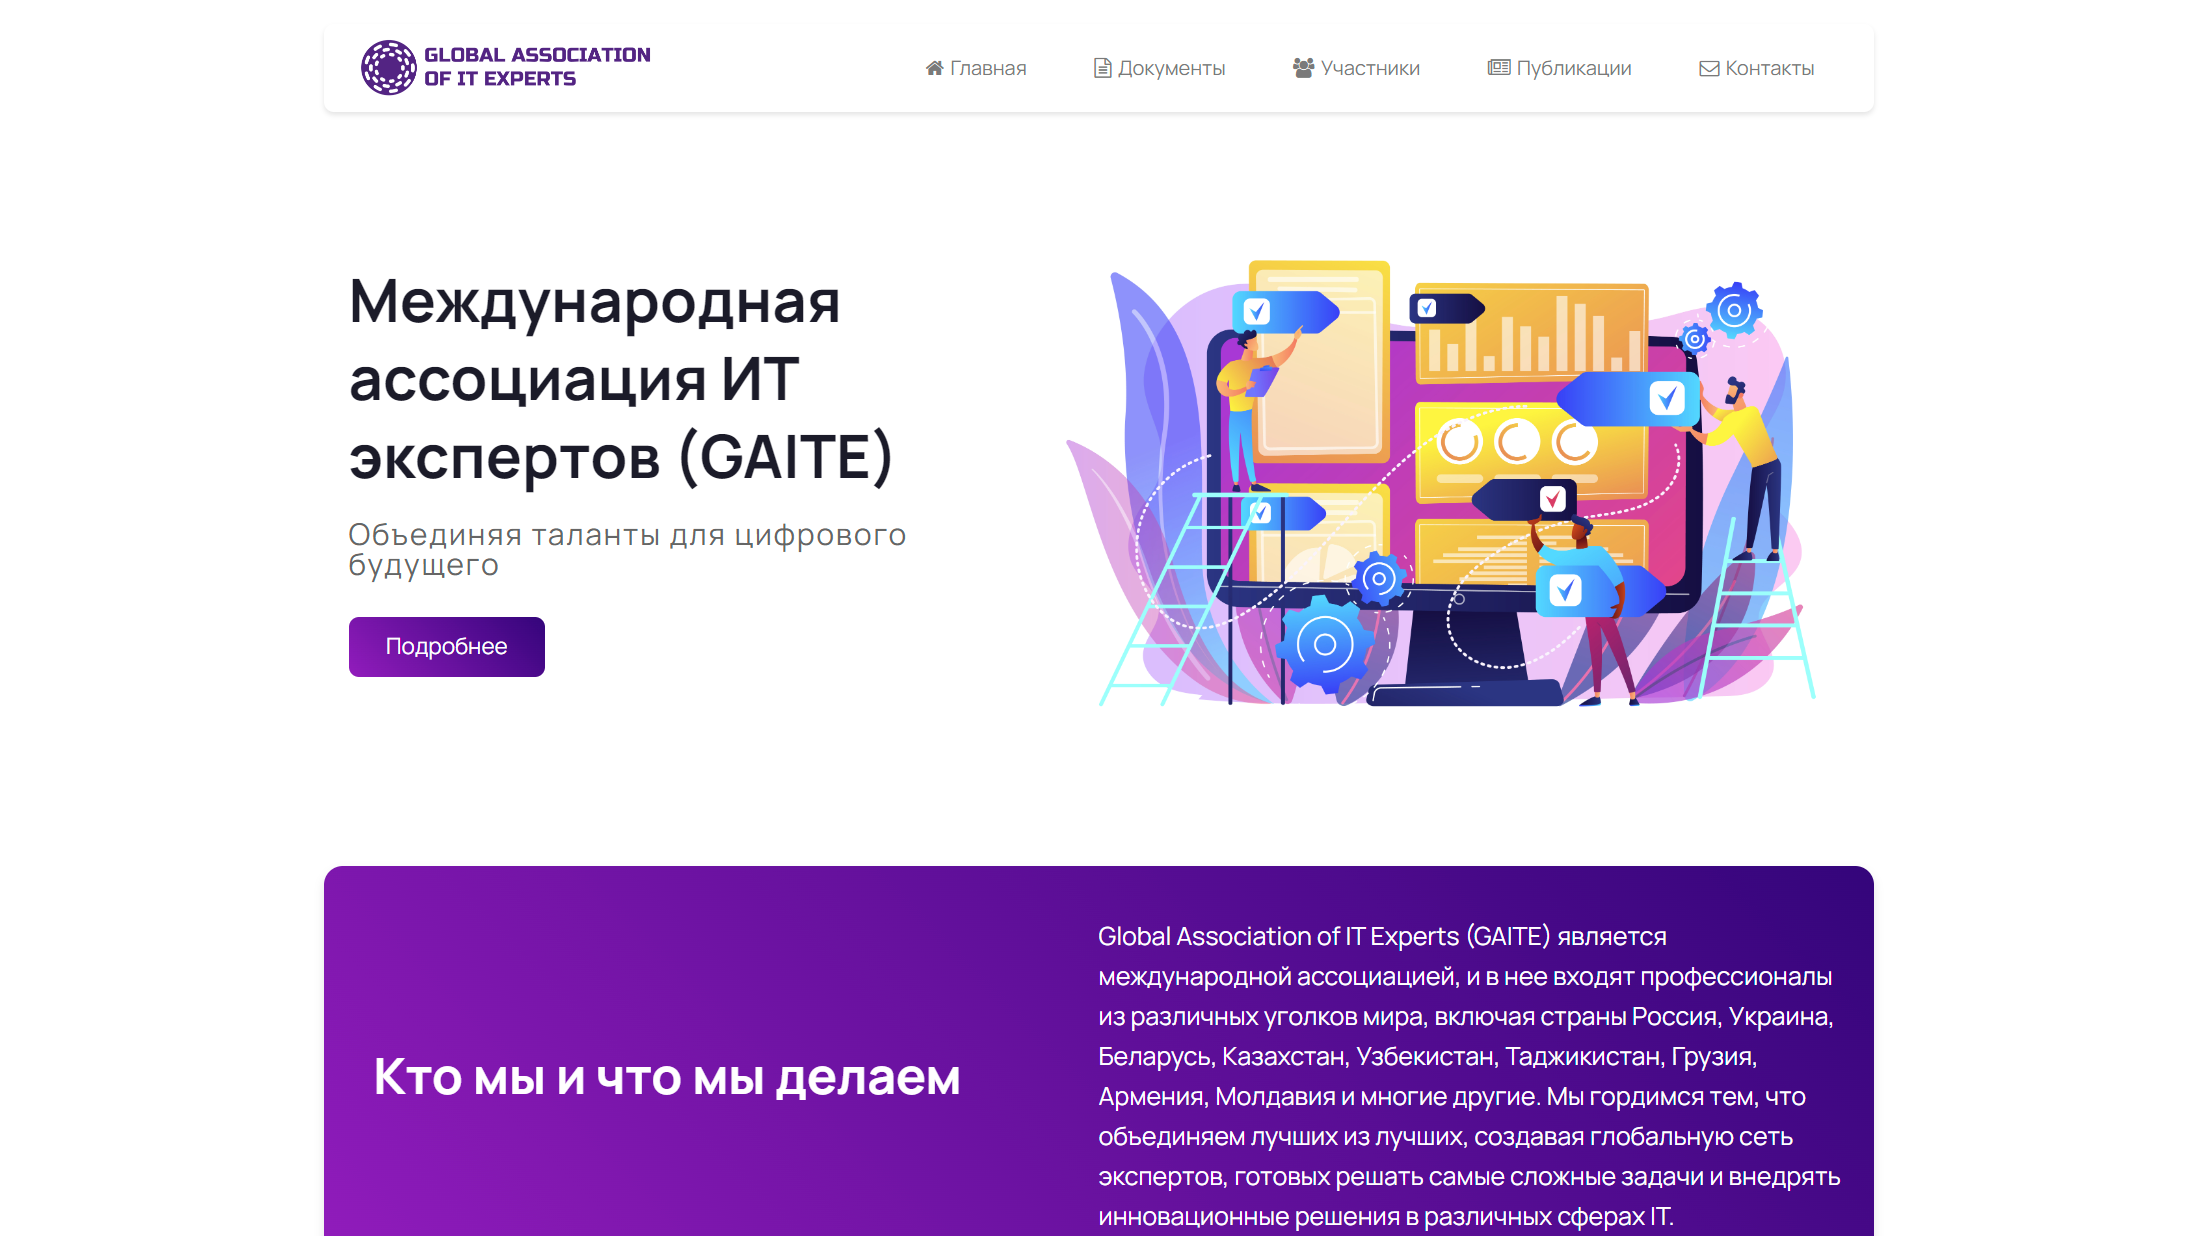 GLOBAL ASSOCIATION
OF IT EXPERTS
Главная
Документы
Участники
Публикации
Контакты
Международная
ассоциация ИТ
экспертов (GAITE)
Объединяя таланты для цифрового
будущего
Подробнее
Кто мы и что мы делаем
Global Association of IT Experts (GAITE) является
международной ассоциацией, и в нее входят профессионалы
из различных уголков мира, включая страны Россия, Украина,
Беларусь, Казахстан, Узбекистан, Таджикистан, Грузия,
Армения, Молдавия и многие другие. Мы гордимся тем, что
объединяем лучших из лучших, создавая глобальную сеть
экспертов, готовых решать самые сложные задачи и внедрять
инновационные решения в различных сферах IT.